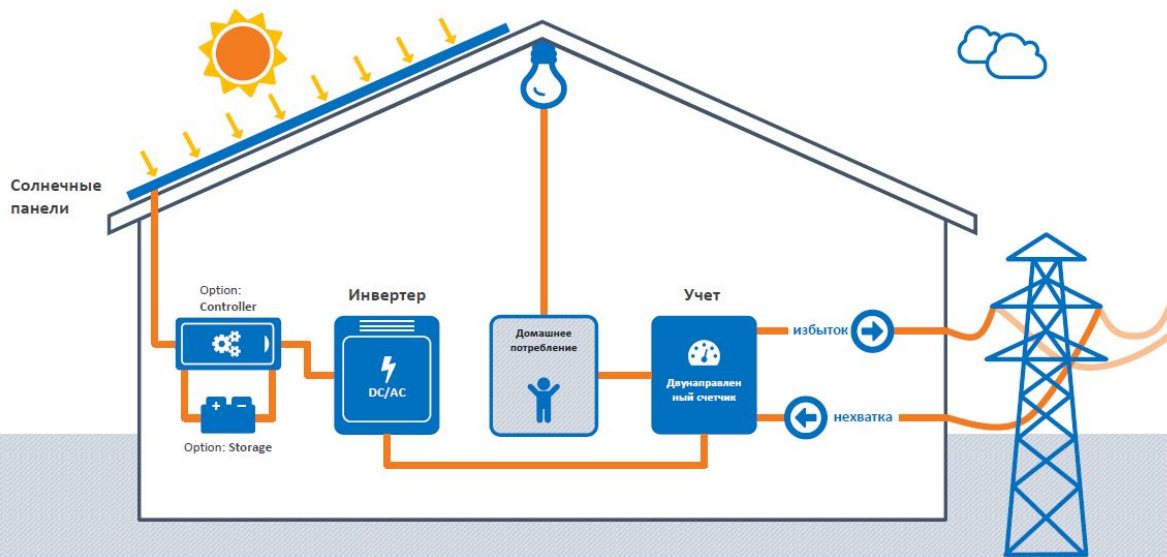 Солнечные
панели
Option:
Controller
Option: Storage
Инвертер
DC/AC
Домашнее
потребление
Учет
Двунаправлен
ный счетчик
избыток
нехватка